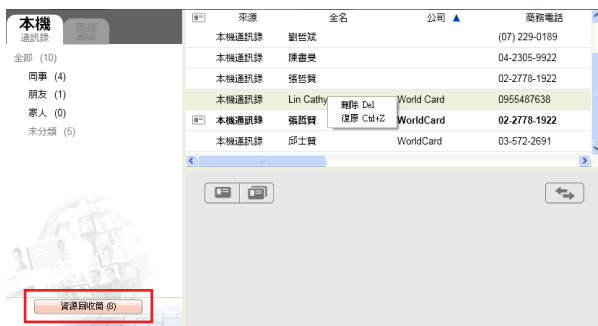 本機
通訊錄
雲端
通訊錄
全部 (10)
同事 (4)
朋友 (1)
家人 (0)
未分類 (5)
資源回收筒 (8)
來源 全名 公司 ▲ 商務電話
本機通訊錄 劉哲斌 (07) 229-0189
本機通訊錄 陳書旻 04-2305-9922
本機通訊錄 張哲賢 02-2778-1922
本機通訊錄 Lin Cathy World Card 0955487638
刪除 Del
復原 Ctrl+Z
本機通訊錄 張哲賢 WorldCard 02-2778-1922
本機通訊錄 邱士賢 WorldCard 03-572-2691